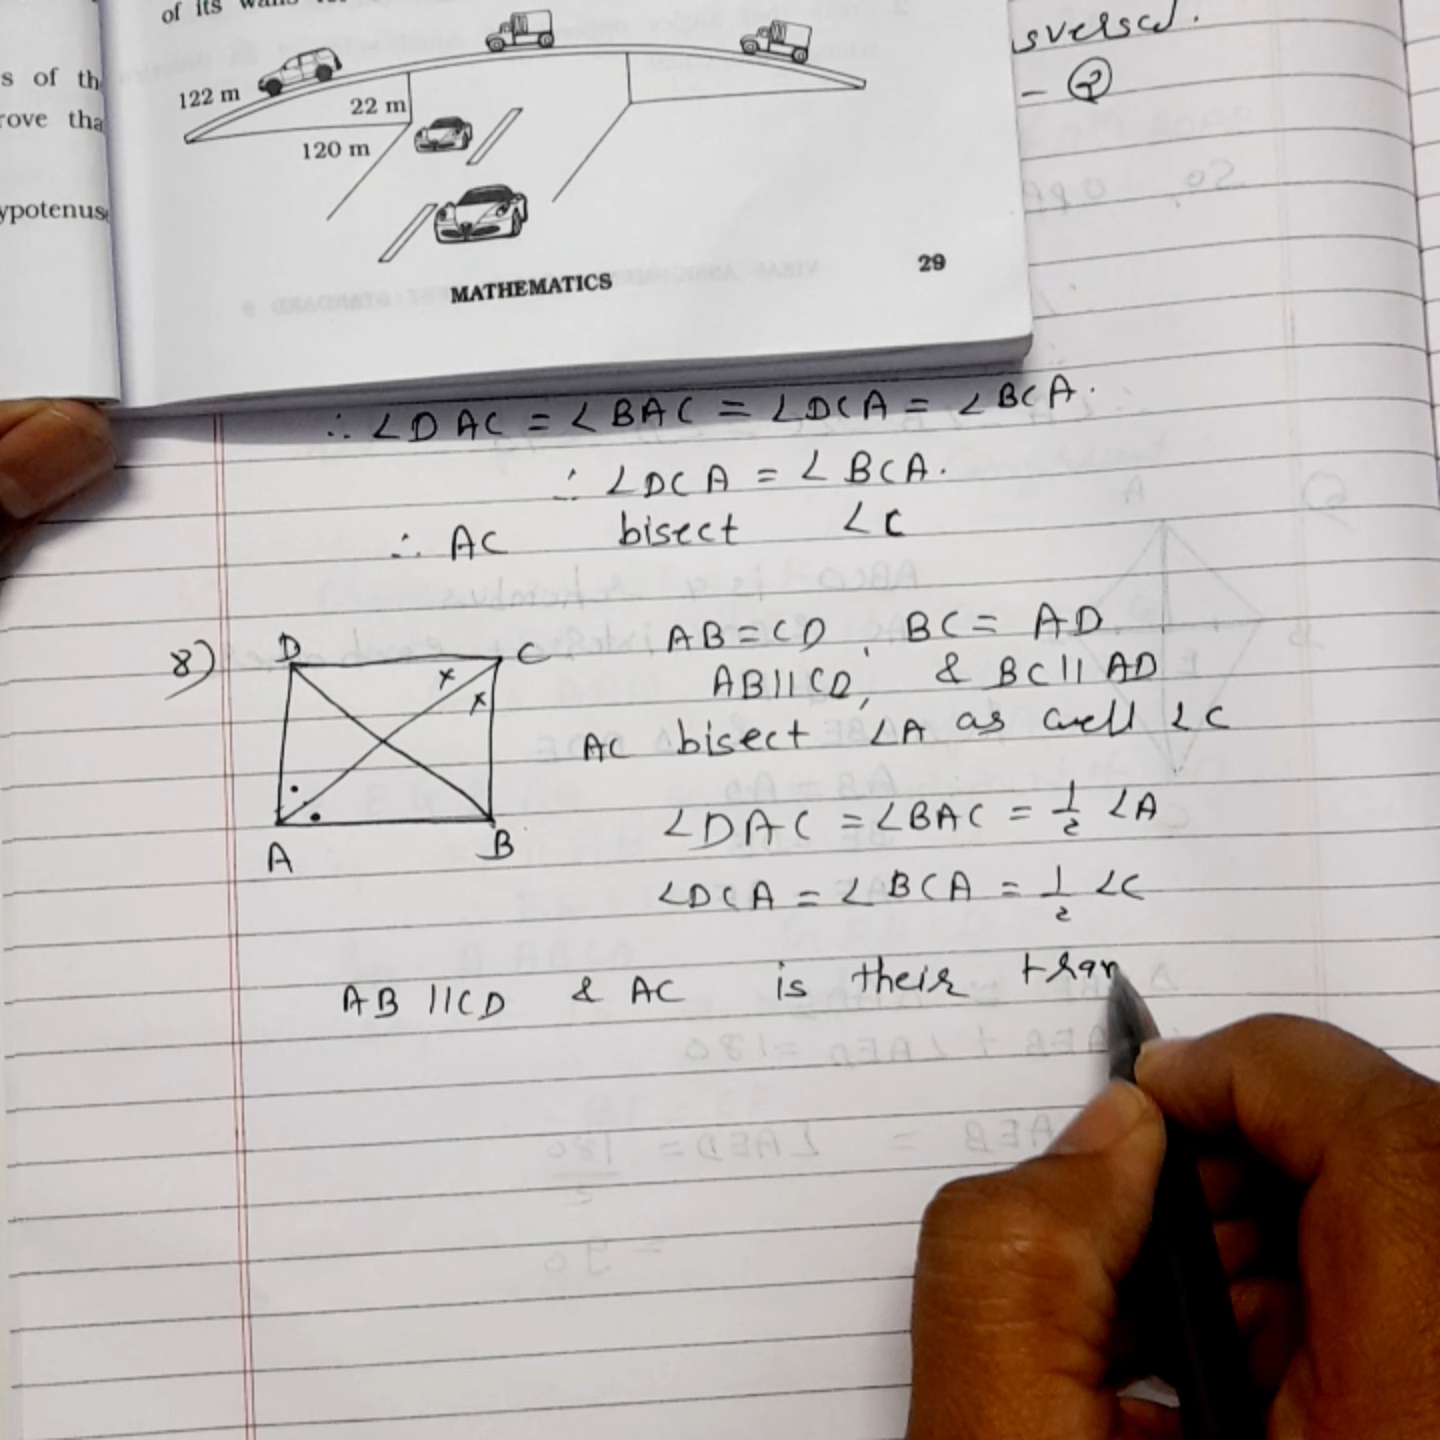 of its
s of th
rove tha
ypotenuse
122 m
22 m
120 m
MATHEMATICS
29
sversed.
- ②
∴ ∠DAC = ∠BAC = ∠DCA = ∠BCA.
∴ ∠DCA = ∠BCA.
∴ AC bisect ∠C
8)
D
C
A
B
AB = CD, BC = AD
AB || CD, & BC || AD
AC bisect ∠A as well ∠C
∠DAC = ∠BAC = 1/2 ∠A
∠DCA = ∠BCA = 1/2 ∠C
AB || CD & AC is their tran